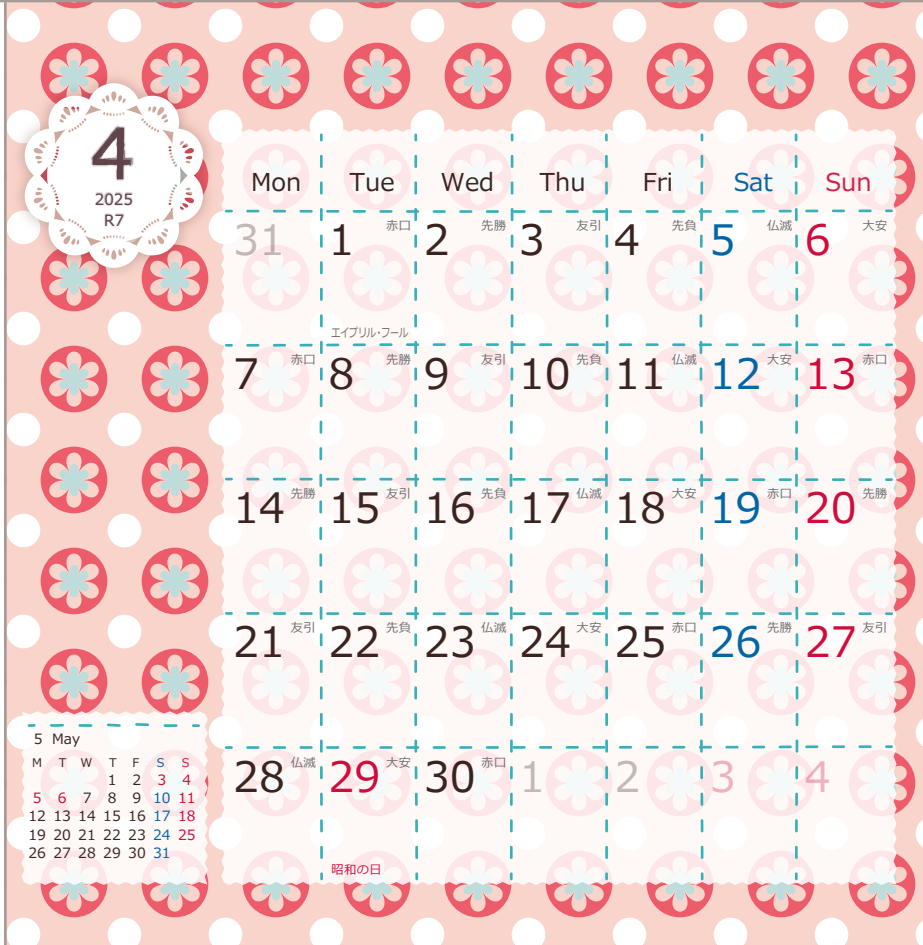 4
2025
R7
Mon Tue Wed Thu Fri Sat Sun
31 1 赤口 2 先勝 3 友引 4 先負 5 仏滅 6 大安
エイプリル・フール
7 赤口 8 先勝 9 友引 10 先負 11 仏滅 12 大安 13 赤口
14 先勝 15 友引 16 先負 17 仏滅 18 大安 19 赤口 20 先勝
21 友引 22 先負 23 仏滅 24 大安 25 赤口 26 先勝 27 友引
28 仏滅 29 大安 30 赤口 1 2 3 4
昭和の日
5 May
M T W T F S S
1 2 3 4
5 6 7 8 9 10 11
12 13 14 15 16 17 18
19 20 21 22 23 24 25
26 27 28 29 30 31